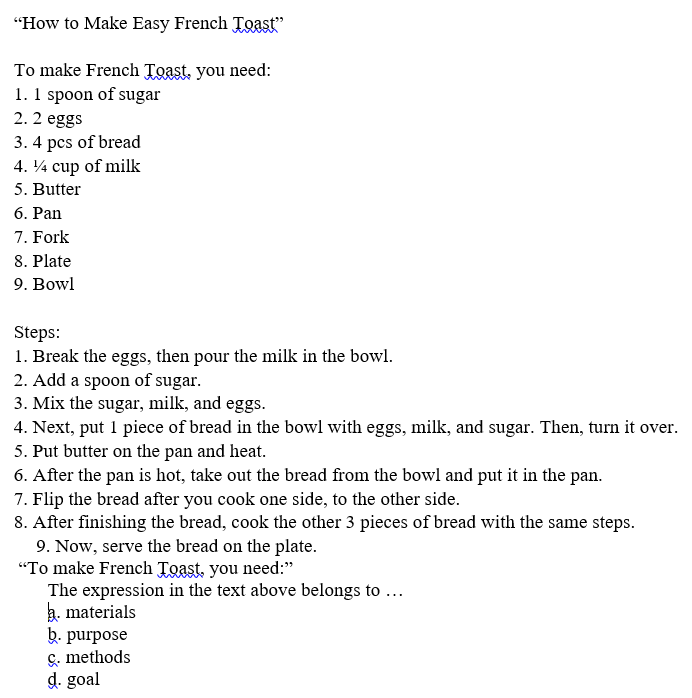 “How to Make Easy French Toast”
To make French Toast, you need:
1. 1 spoon of sugar
2. 2 eggs
3. 4 pcs of bread
4. ¼ cup of milk
5. Butter
6. Pan
7. Fork
8. Plate
9. Bowl
Steps:
1. Break the eggs, then pour the milk in the bowl.
2. Add a spoon of sugar.
3. Mix the sugar, milk, and eggs.
4. Next, put 1 piece of bread in the bowl with eggs, milk, and sugar. Then, turn it over.
5. Put butter on the pan and heat.
6. After the pan is hot, take out the bread from the bowl and put it in the pan.
7. Flip the bread after you cook one side, to the other side.
8. After finishing the bread, cook the other 3 pieces of bread with the same steps.
9. Now, serve the bread on the plate.
“To make French Toast, you need:”
The expression in the text above belongs to …
a. materials
b. purpose
c. methods
d. goal